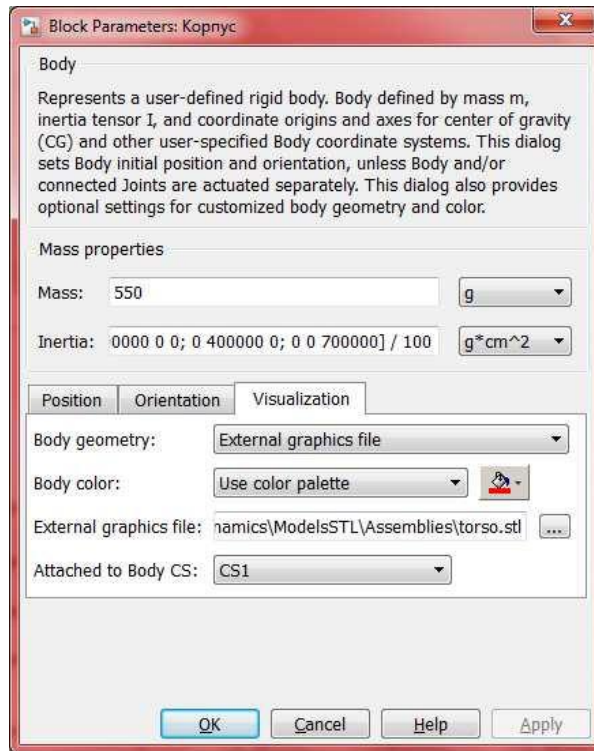 Block Parameters: Корпус
Body
Represents a user-defined rigid body. Body defined by mass m,
inertia tensor I, and coordinate origins and axes for center of gravity
(CG) and other user-specified Body coordinate systems. This dialog
sets Body initial position and orientation, unless Body and/or
connected Joints are actuated separately. This dialog also provides
optional settings for customized body geometry and color.
Mass properties
Mass: 550 g
Inertia: 0000 0 0; 0 400000 0; 0 0 700000] / 100 g*cm^2
Position Orientation Visualization
Body geometry: External graphics file
Body color: Use color palette
External graphics file: namics\ModelsSTL\Assemblies\torso.stl ...
Attached to Body CS: CS1
OK Cancel Help Apply